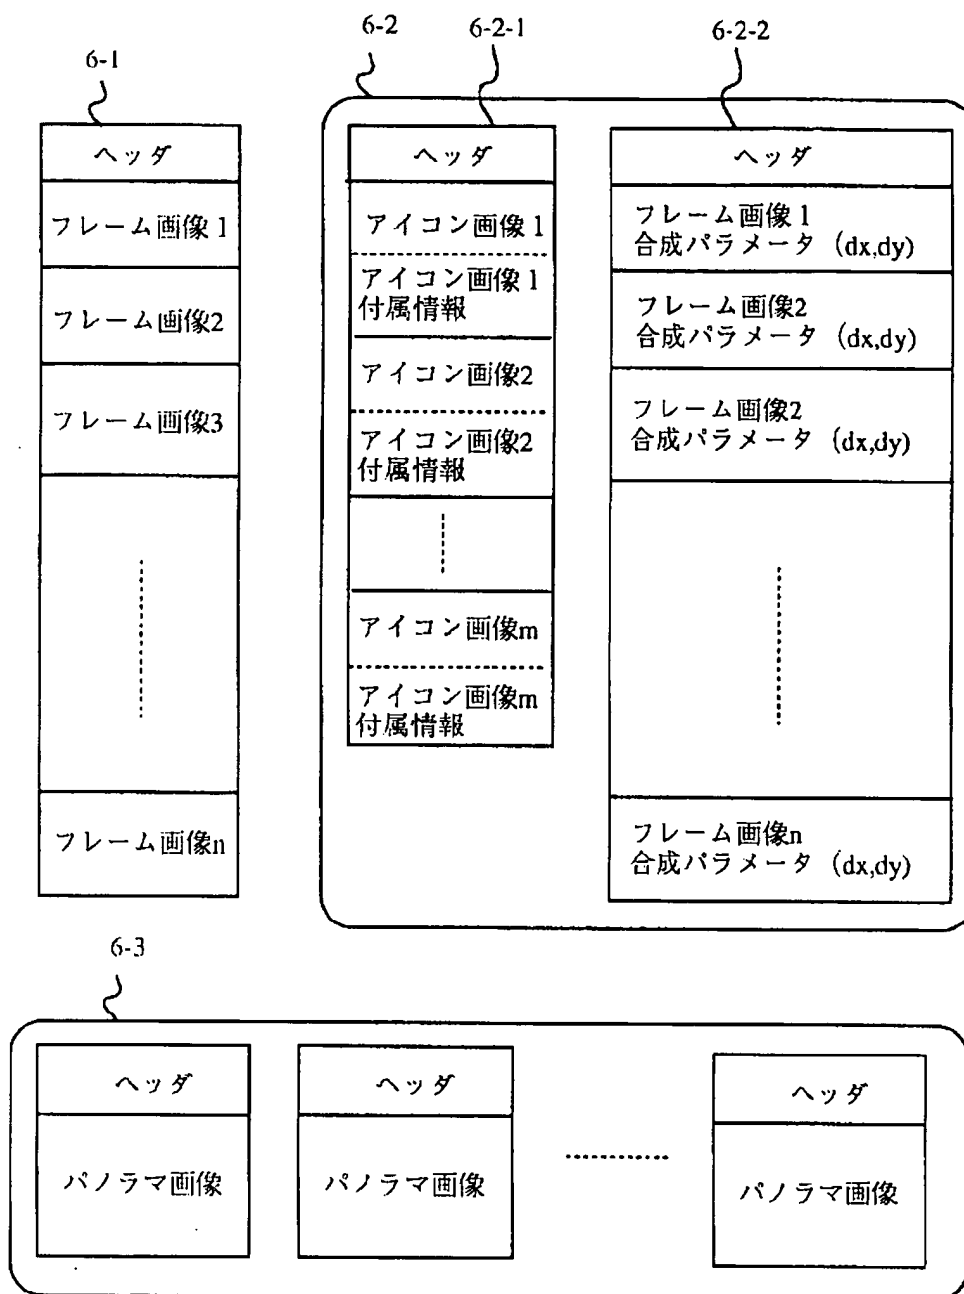 6-1
6-2
6-2-1
6-2-2
ヘッダ
フレーム画像1
フレーム画像2
フレーム画像3
フレーム画像n
ヘッダ
アイコン画像1
アイコン画像1
付属情報
アイコン画像2
アイコン画像2
付属情報
アイコン画像m
アイコン画像m
付属情報
ヘッダ
フレーム画像1
合成パラメータ (dx,dy)
フレーム画像2
合成パラメータ (dx,dy)
フレーム画像2
合成パラメータ (dx,dy)
フレーム画像n
合成パラメータ (dx,dy)
6-3
ヘッダ
パノラマ画像
ヘッダ
パノラマ画像
ヘッダ
パノラマ画像